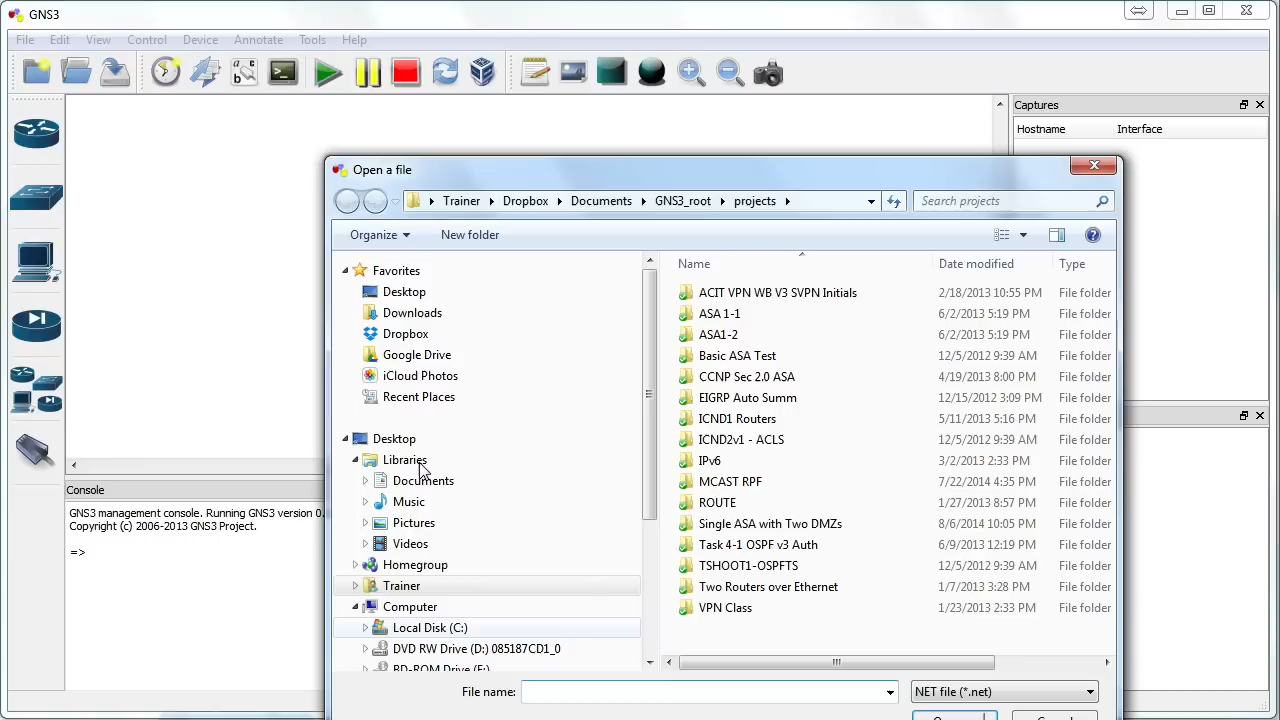 GNS3
File Edit View Control Device Annotate Tools Help
Captures
Hostname Interface
Open a file
Trainer Dropbox Documents GNS3_root projects
Search projects
Organize New folder
Name Date modified Type
Favorites
Desktop
Downloads
Dropbox
Google Drive
iCloud Photos
Recent Places
Desktop
Libraries
Documents
Music
Pictures
Videos
Homegroup
Trainer
Computer
Local Disk (C:)
DVD RW Drive (D:) 085187CD1_0
BD-ROM Drive (F:)
ACIT VPN WB V3 SVPN Initials 2/18/2013 10:55 PM File folder
ASA 1-1 6/2/2013 5:19 PM File folder
ASA1-2 6/2/2013 5:19 PM File folder
Basic ASA Test 12/5/2012 9:39 AM File folder
CCNP Sec 2.0 ASA 4/19/2013 8:00 PM File folder
EIGRP Auto Summ 12/15/2012 3:09 PM File folder
ICND1 Routers 5/11/2013 5:16 PM File folder
ICND2v1 - ACLS 12/5/2012 9:39 AM File folder
IPv6 3/2/2013 2:33 PM File folder
MCAST RPF 7/22/2014 4:35 PM File folder
ROUTE 1/27/2013 8:57 PM File folder
Single ASA with Two DMZs 8/6/2014 10:05 PM File folder
Task 4-1 OSPF v3 Auth 6/9/2013 12:19 PM File folder
TSHOOT1-OSPFTS 12/5/2012 9:39 AM File folder
Two Routers over Ethernet 1/7/2013 3:28 PM File folder
VPN Class 1/23/2013 2:33 PM File folder
File name: NET file (*.net)
Console
GNS3 management console. Running GNS3 version 0.
Copyright (c) 2006-2013 GNS3 Project.
=>